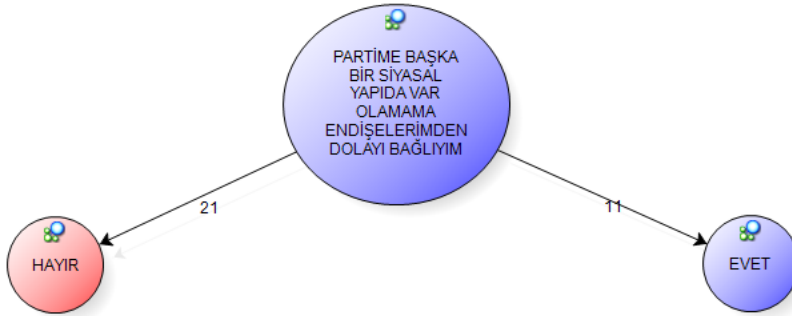 PARTİME BAŞKA
BİR SİYASAL
YAPIDA VAR
OLAMAMA
ENDİŞELERİMDEN
DOLAYI BAĞLIYIM
21
11
HAYIR
EVET